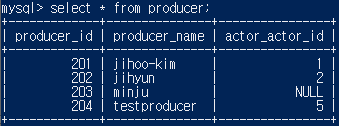 mysql> select * from producer;
+-------------+---------------+----------------+
| producer_id | producer_name | actor_actor_id |
+-------------+---------------+----------------+
| 201 | jihoo-kim | 1 |
| 202 | jihyun | 2 |
| 203 | minju | NULL |
| 204 | testproducer | 5 |
+-------------+---------------+----------------+